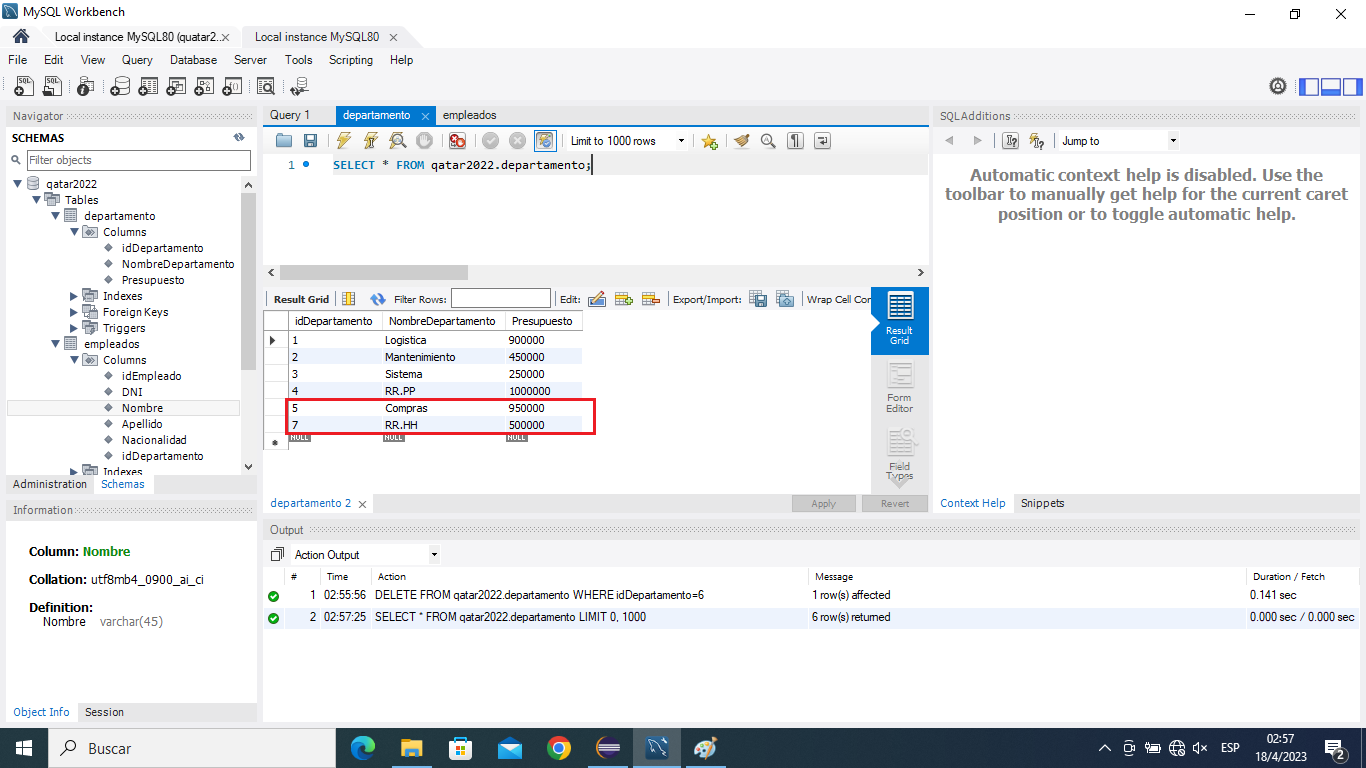 MySQL Workbench
Local instance MySQL80 (quatar2...
Local instance MySQL80
File Edit View Query Database Server Tools Scripting Help
Navigator
SCHEMAS
Filter objects
qatar2022
Tables
departamento
Columns
idDepartamento
NombreDepartamento
Presupuesto
Indexes
Foreign Keys
Triggers
empleados
Columns
idEmpleado
DNI
Nombre
Apellido
Nacionalidad
idDepartamento
Indexes
Administration Schemas
Information
Column: Nombre
Collation: utf8mb4_0900_ai_ci
Definition:
Nombre varchar(45)
Object Info Session
Query 1 departamento empleados
Limit to 1000 rows
1 SELECT * FROM qatar2022.departamento;
Result Grid Filter Rows: Edit: Export/Import: Wrap Cell Con
idDepartamento NombreDepartamento Presupuesto
1 Logistica 900000
2 Mantenimiento 450000
3 Sistema 250000
4 RR.PP 1000000
5 Compras 950000
7 RR.HH 500000
NULL NULL NULL
Result Grid
Form Editor
Field Types
departamento 2
Apply Revert
SQLAdditions
Jump to
Automatic context help is disabled. Use the
toolbar to manually get help for the current caret
position or to toggle automatic help.
Context Help Snippets
Output
Action Output
# Time Action Message Duration / Fetch
1 02:55:56 DELETE FROM qatar2022.departamento WHERE idDepartamento=6 1 row(s) affected 0.141 sec
2 02:57:25 SELECT * FROM qatar2022.departamento LIMIT 0, 1000 6 row(s) returned 0.000 sec / 0.000 sec
Buscar
ESP
02:57
18/4/2023
2